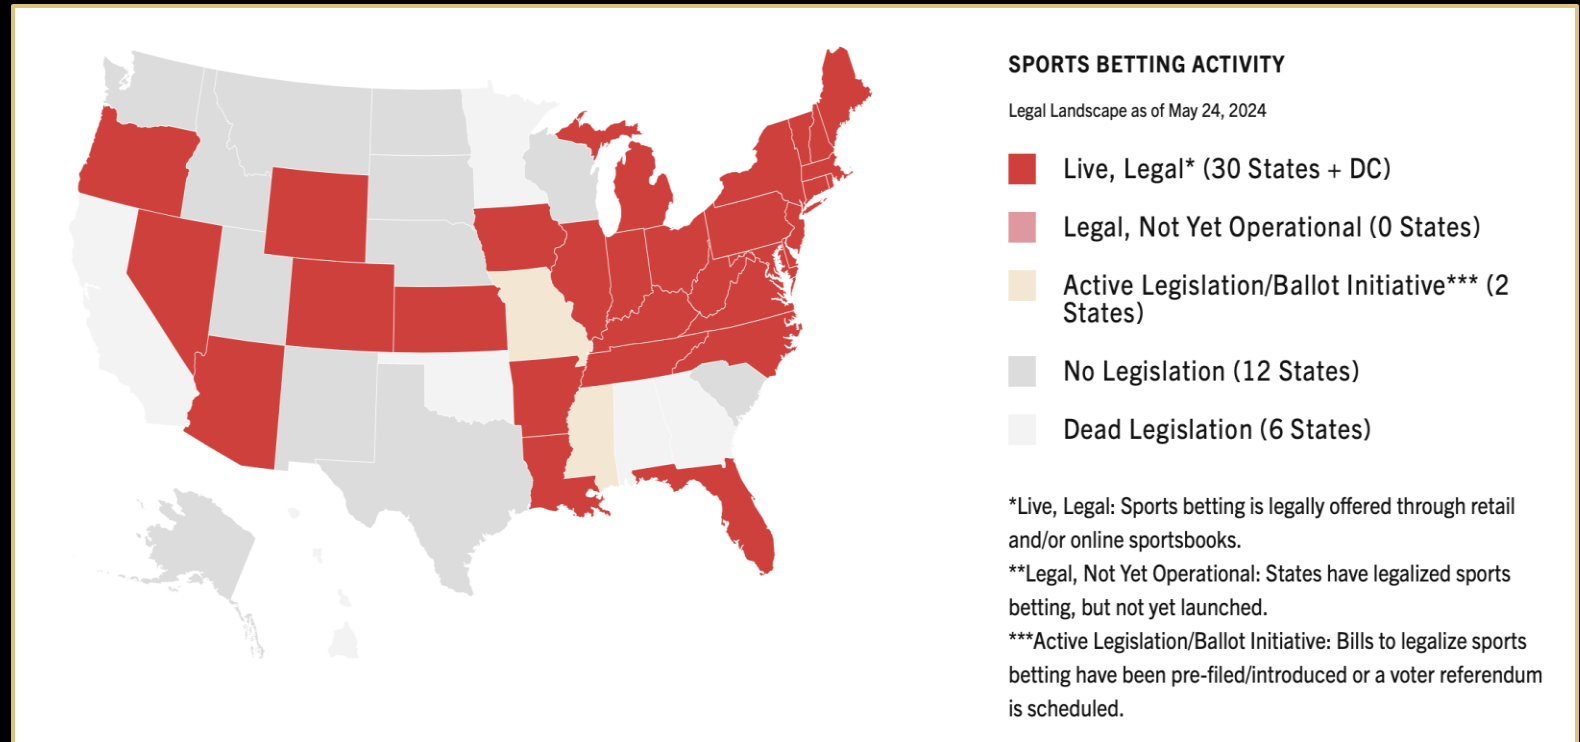 SPORTS BETTING ACTIVITY
Legal Landscape as of May 24, 2024
Live, Legal* (30 States + DC)
Legal, Not Yet Operational (0 States)
Active Legislation/Ballot Initiative*** (2
States)
No Legislation (12 States)
Dead Legislation (6 States)
*Live, Legal: Sports betting is legally offered through retail
and/or online sportsbooks.
**Legal, Not Yet Operational: States have legalized sports
betting, but not yet launched.
***Active Legislation/Ballot Initiative: Bills to legalize sports
betting have been pre-filed/introduced or a voter referendum
is scheduled.